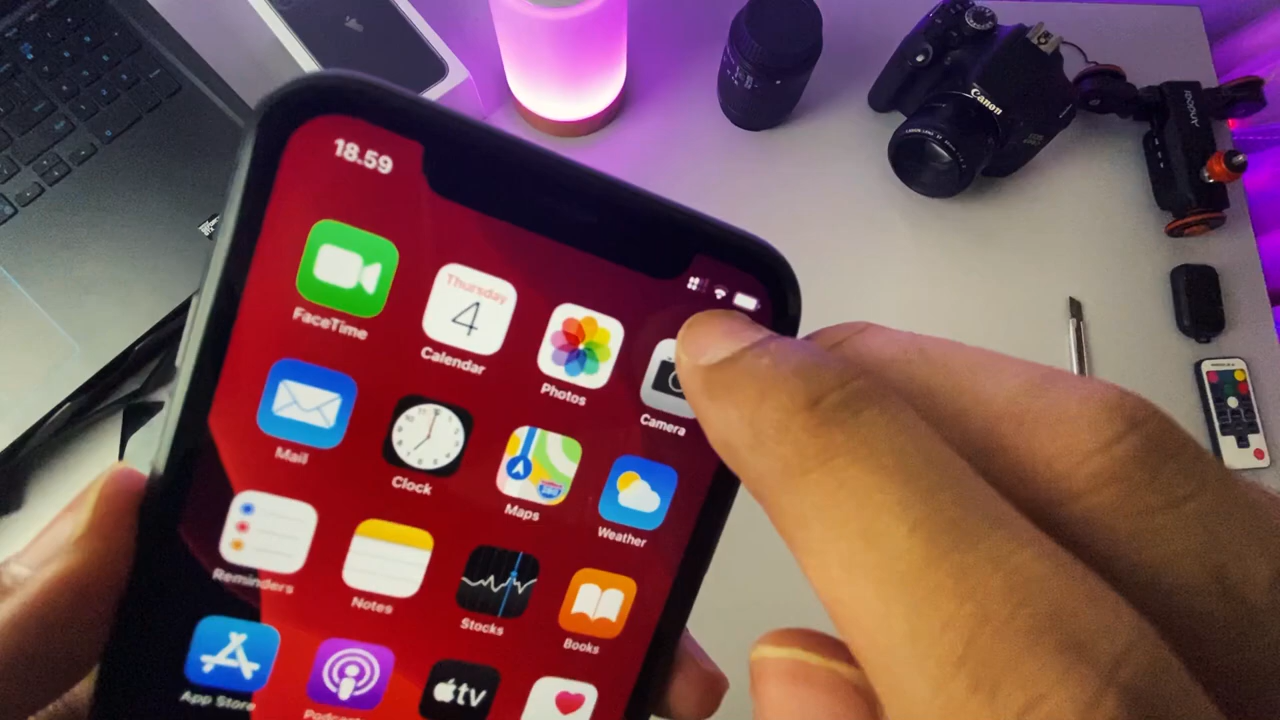 18.59
Thursday
4
FaceTime
Calendar
Photos
Camera
Mail
Clock
Maps
Weather
Reminders
Notes
Stocks
Books
App Store
tv
Canon